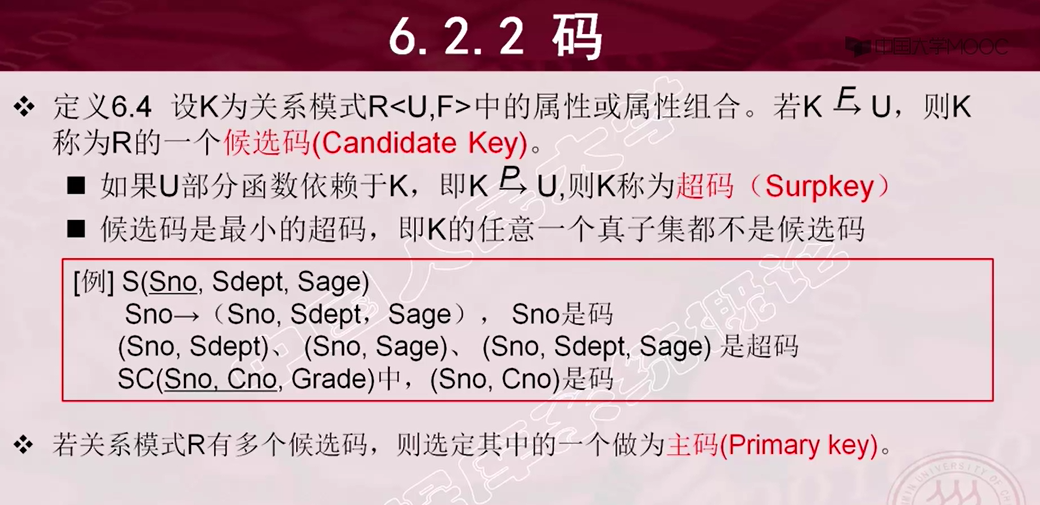 6.2.2 码
中国大学MOOC
❖ 定义6.4 设K为关系模式R<U,F>中的属性或属性组合。若K F→ U，则K
称为R的一个候选码(Candidate Key)。
■ 如果U部分函数依赖于K，即K P→ U,则K称为超码（Surpkey）
■ 候选码是最小的超码，即K的任意一个真子集都不是候选码
[例] S(Sno, Sdept, Sage)
Sno→（Sno, Sdept，Sage），Sno是码
(Sno, Sdept)、(Sno, Sage)、(Sno, Sdept, Sage) 是超码
SC(Sno, Cno, Grade)中，(Sno, Cno)是码
❖ 若关系模式R有多个候选码，则选定其中的一个做为主码(Primary key)。